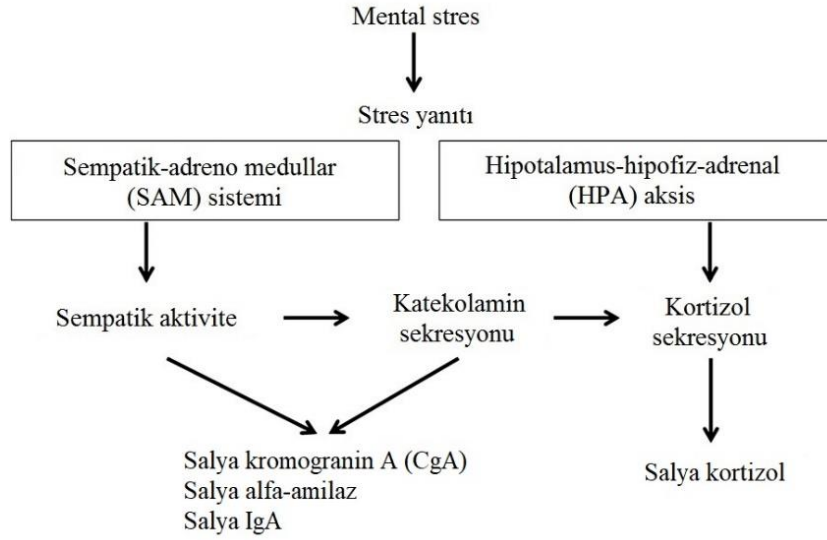 Mental stres
Stres yanıtı
Sempatik-adreno medullar
(SAM) sistemi
Hipotalamus-hipofiz-adrenal
(HPA) aksis
Sempatik aktivite
Katekolamin
sekresyonu
Kortizol
sekresyonu
Salya kromogranin A (CgA)
Salya alfa-amilaz
Salya IgA
Salya kortizol